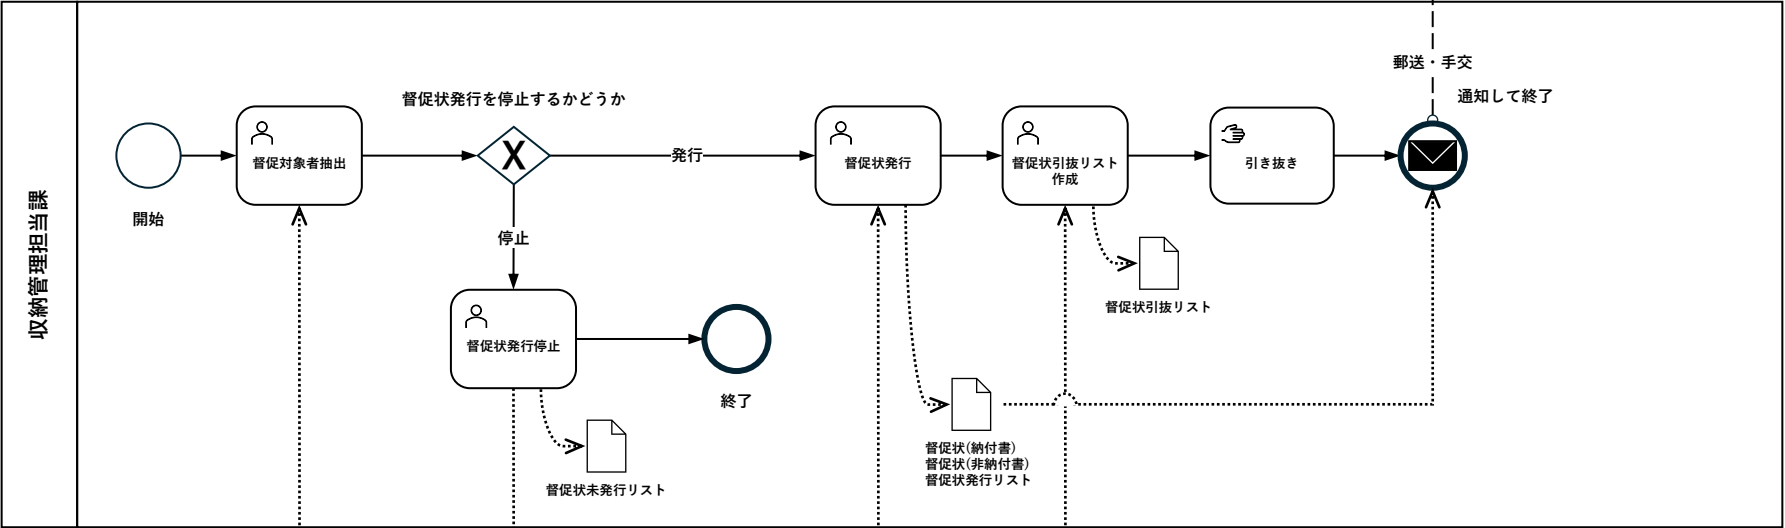 収納管理担当課
開始
督促対象者抽出
督促状発行を停止するかどうか
発行
停止
督促状発行停止
督促状未発行リスト
終了
督促状発行
督促状(納付書)
督促状(非納付書)
督促状発行リスト
督促状引抜リスト
作成
督促状引抜リスト
引き抜き
郵送・手交
通知して終了